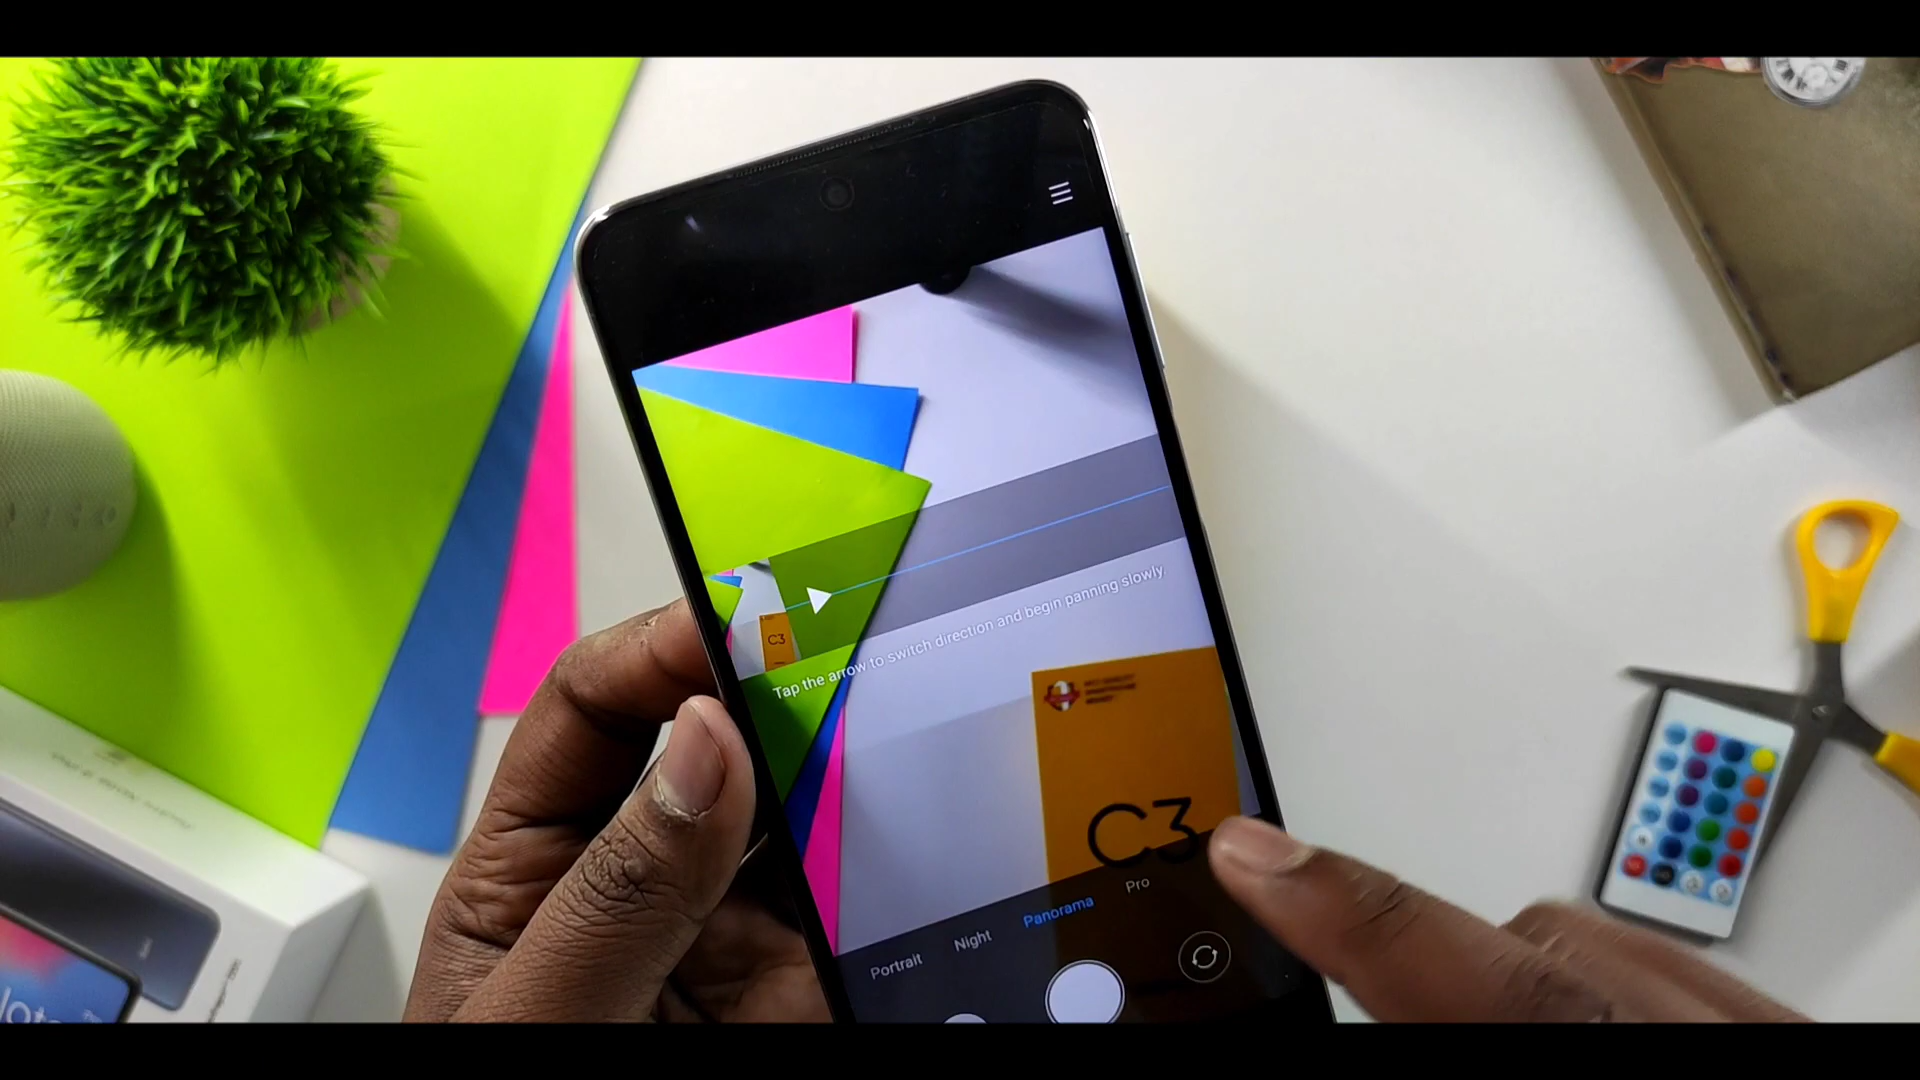 Tap the arrow to switch direction and begin panning slowly.
C3
C3
Portrait
Night
Panorama
Pro